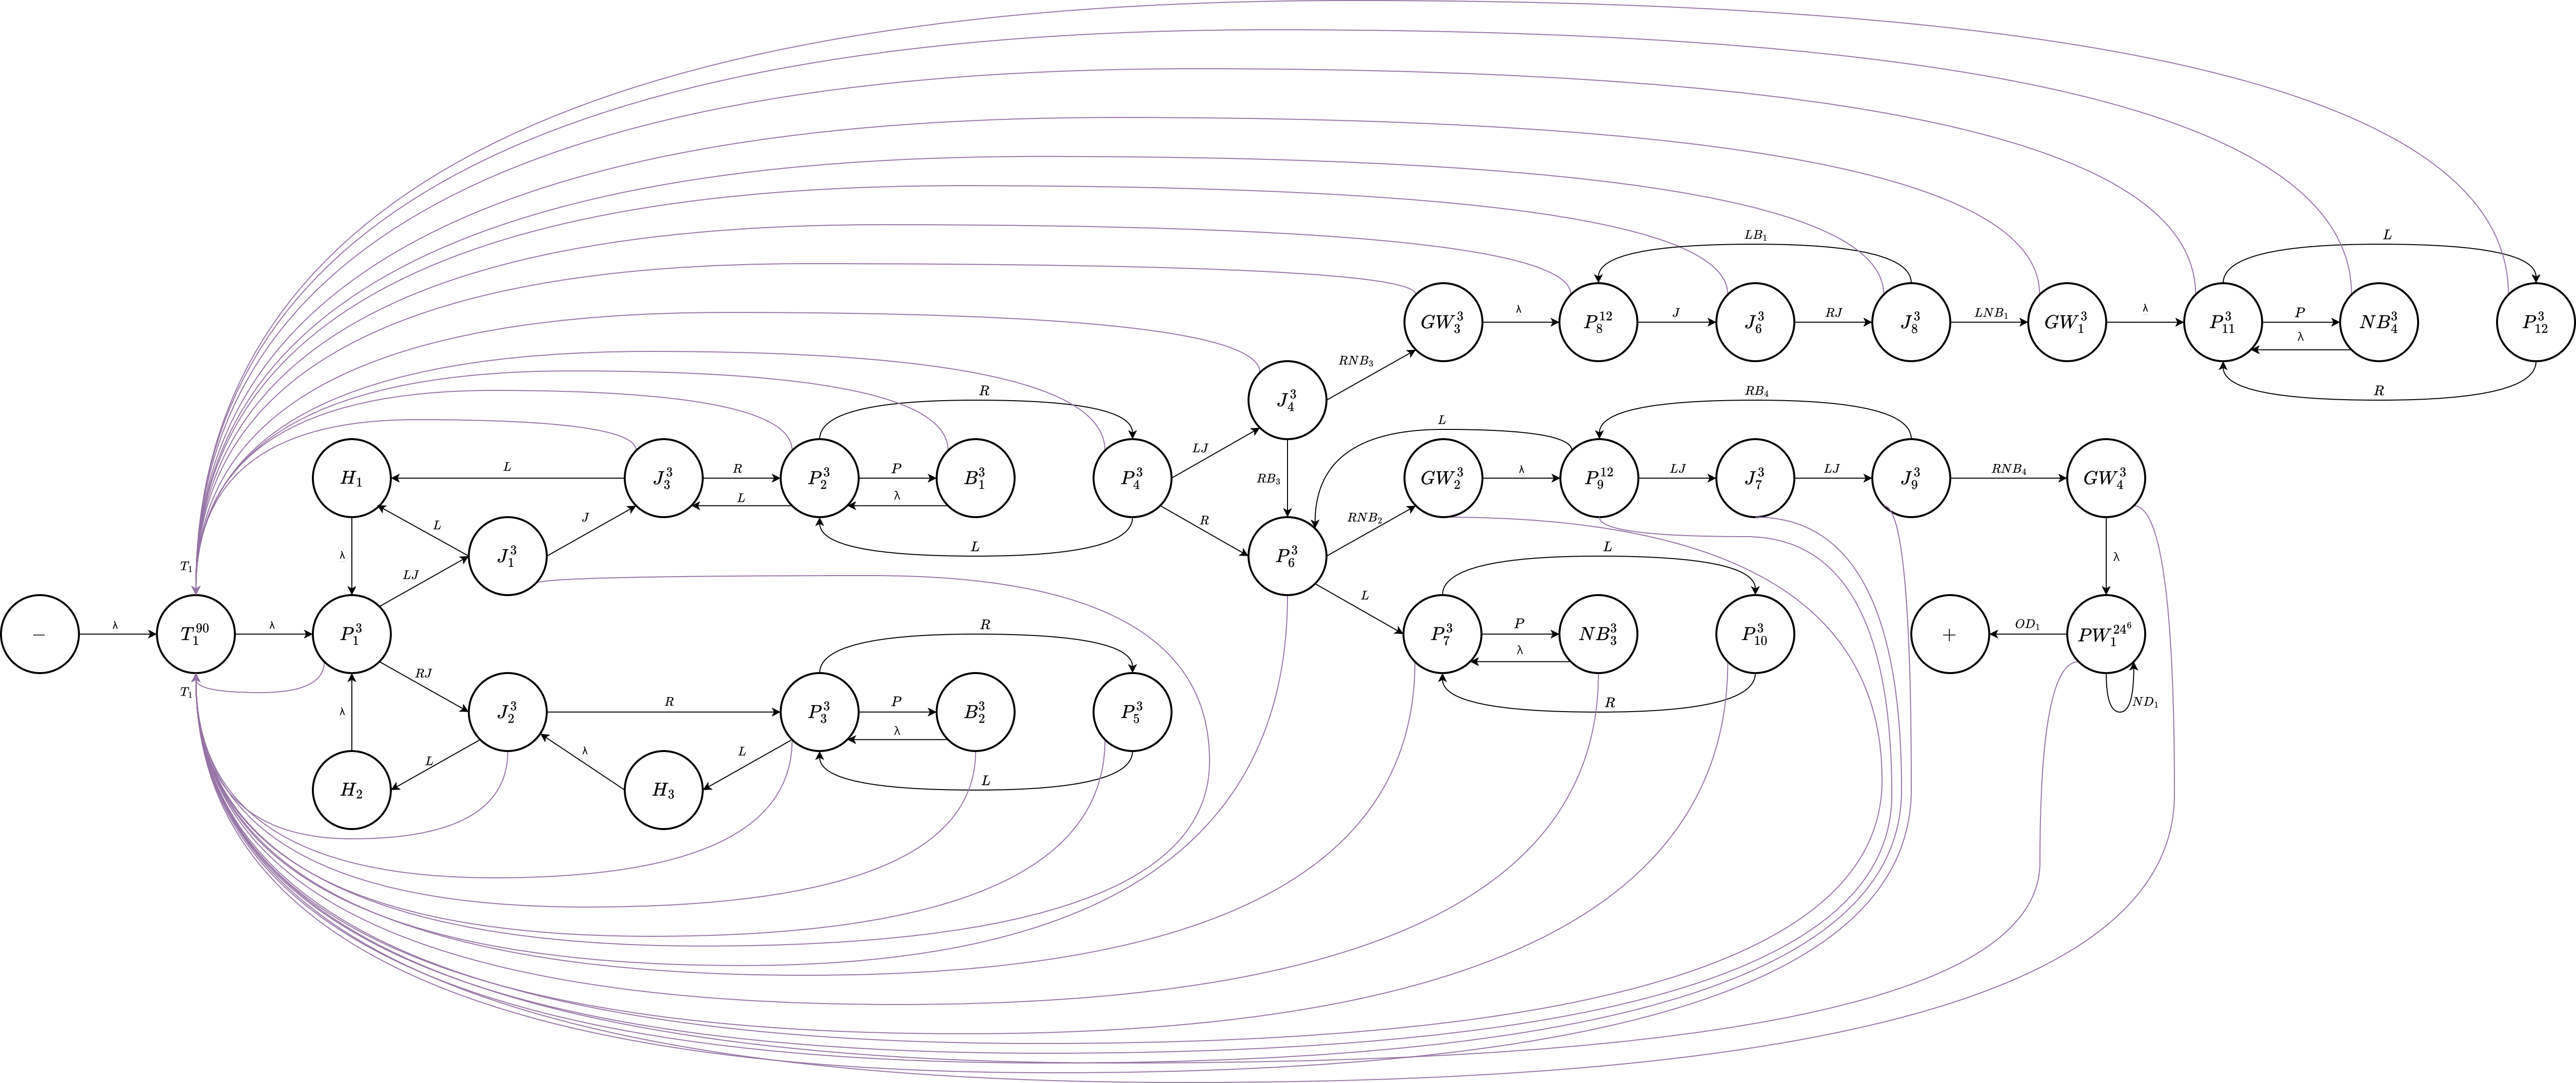 LB₁
L
GW₃³
λ
P₈¹²
J
J₆³
RJ
J₈³
LNB₁
GW₁³
λ
P₁₁³
P
λ
NB₄³
P₁₂³
RNB₃
R
J₄³
R
RB₄
L
LJ
H₁
L
J₃³
R
L
P₂³
P
λ
B₁³
P₄³
RB₃
GW₂³
λ
P₉¹²
LJ
J₇³
LJ
J₉³
RNB₄
GW₄³
L
J
RNB₂
R
λ
J₁³
L
P₆³
L
λ
T₁
LJ
L
−
λ
T₁⁹⁰
λ
P₁³
R
P₇³
P
λ
NB₃³
P₁₀³
+
OD₁
PW₁²⁴⁶
T₁
RJ
R
ND₁
λ
J₂³
R
P₃³
P
λ
B₂³
P₅³
L
λ
L
H₂
H₃
L